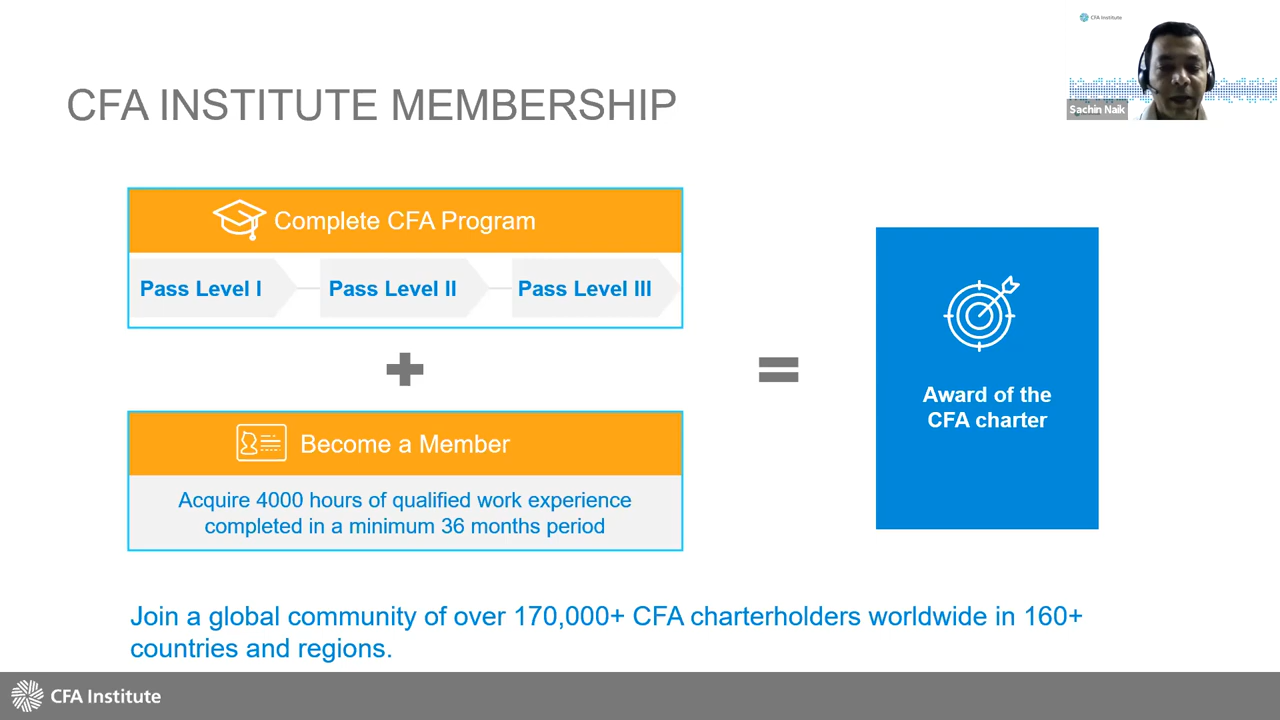 CFA Institute
Sachin Naik
CFA INSTITUTE MEMBERSHIP
Complete CFA Program
Pass Level I
Pass Level II
Pass Level III
Become a Member
Acquire 4000 hours of qualified work experience
completed in a minimum 36 months period
Award of the
CFA charter
Join a global community of over 170,000+ CFA charterholders worldwide in 160+
countries and regions.
CFA Institute